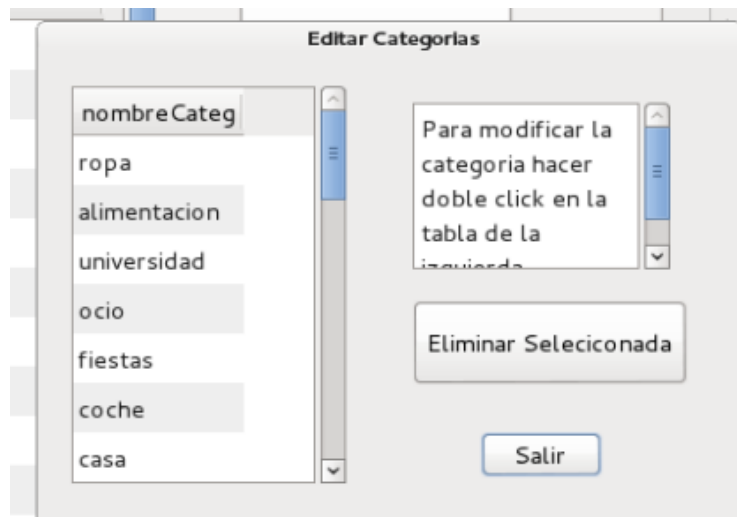 Editar Categorias
nombreCateg
ropa
alimentacion
universidad
ocio
fiestas
coche
casa
Para modificar la
categoria hacer
doble click en la
tabla de la
izquierda
Eliminar Seleciconada
Salir